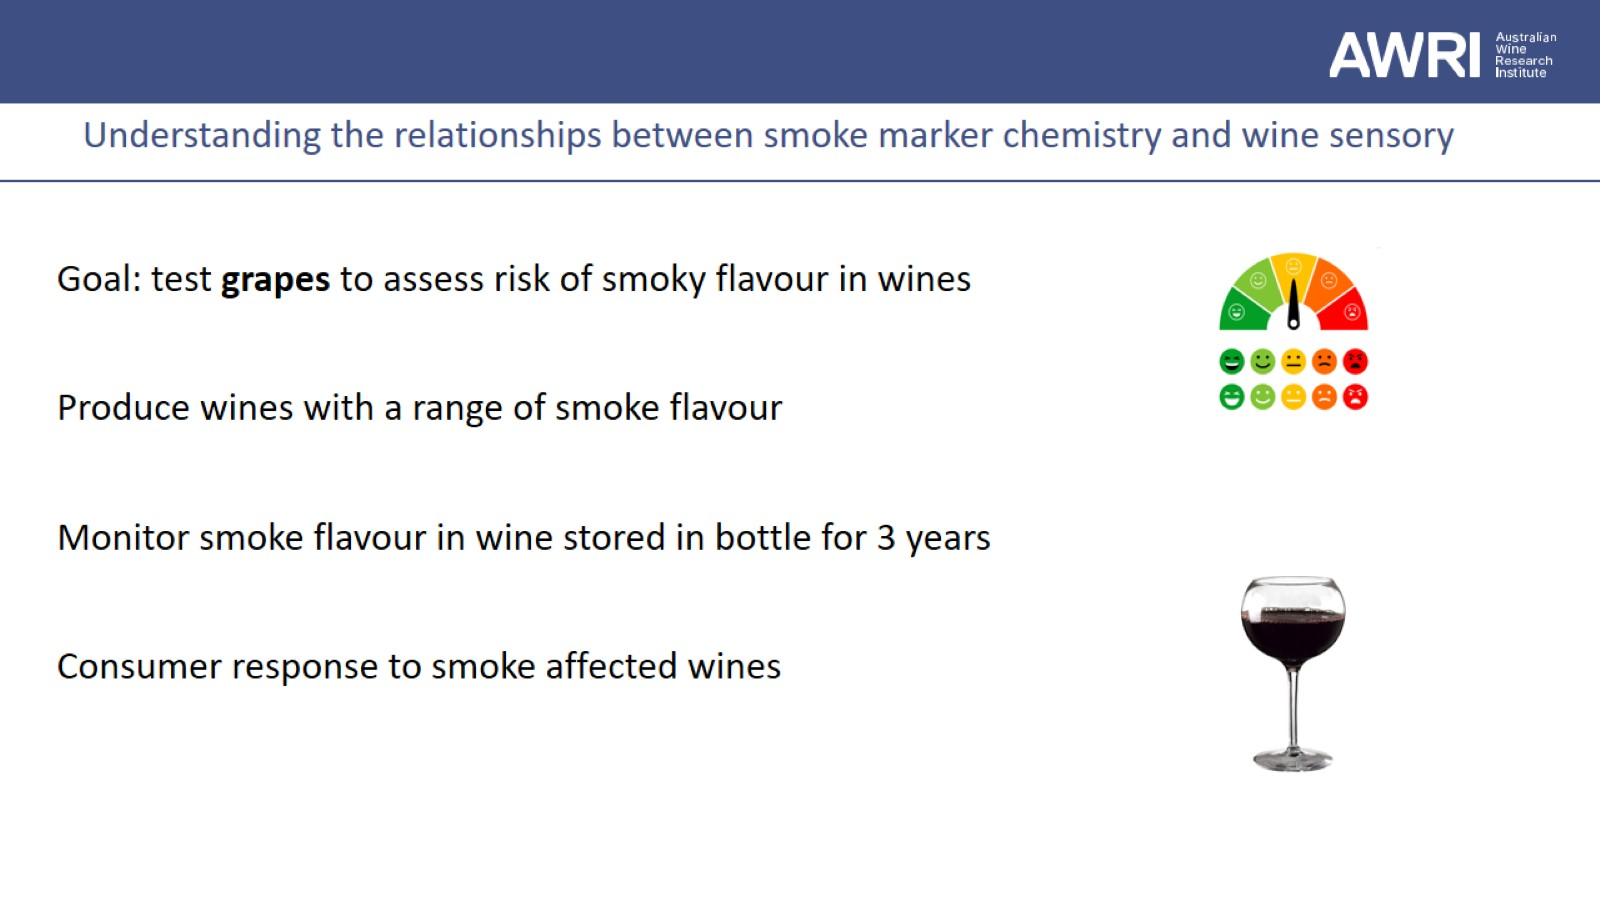 AWRI
Australian
Wine
Research
Institute
Understanding the relationships between smoke marker chemistry and wine sensory
Goal: test grapes to assess risk of smoky flavour in wines
Produce wines with a range of smoke flavour
Monitor smoke flavour in wine stored in bottle for 3 years
Consumer response to smoke affected wines